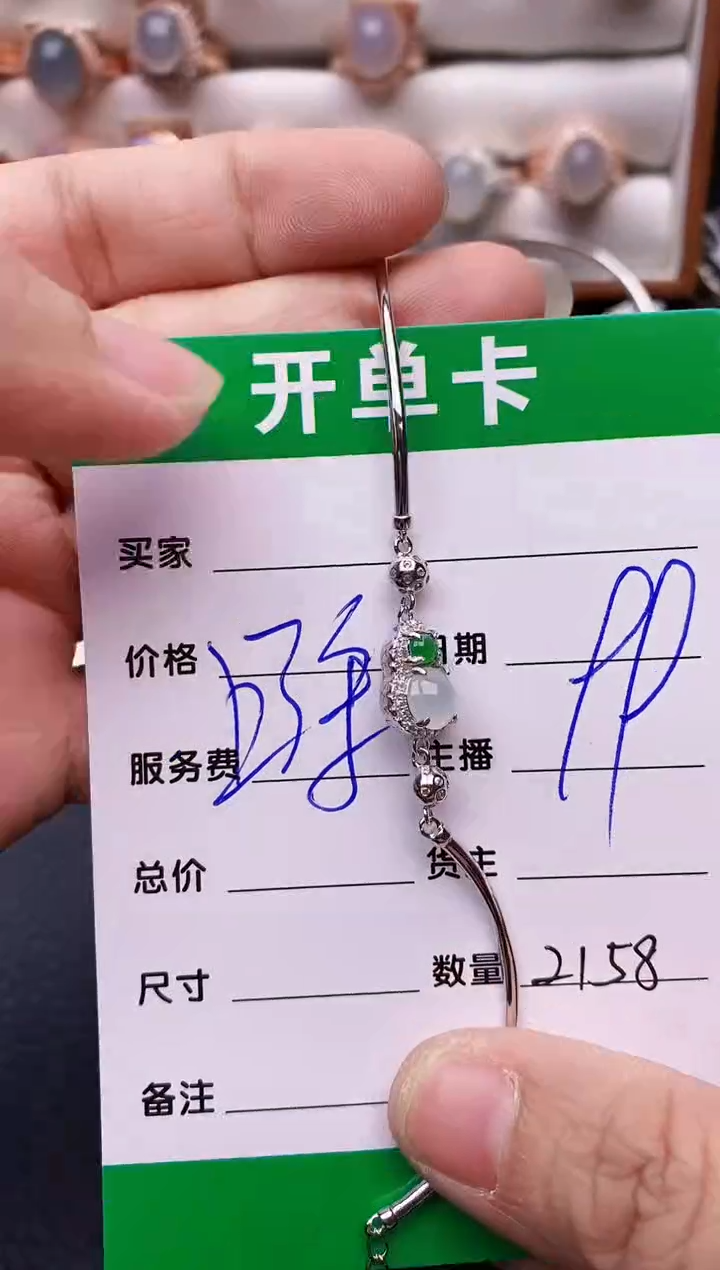 开单卡
买家
价格 日期
服务费 主播
总价 货主
尺寸 数量 2158
备注